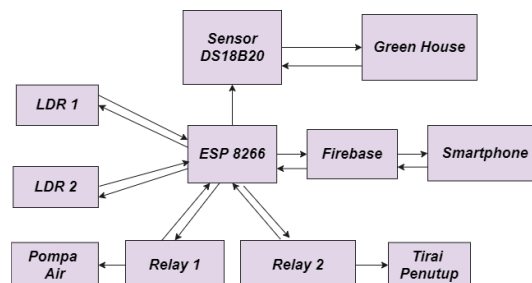 Sensor
DS18B20
Green House
LDR 1
ESP 8266
Firebase
Smartphone
LDR 2
Pompa
Air
Relay 1
Relay 2
Tirai
Penutup